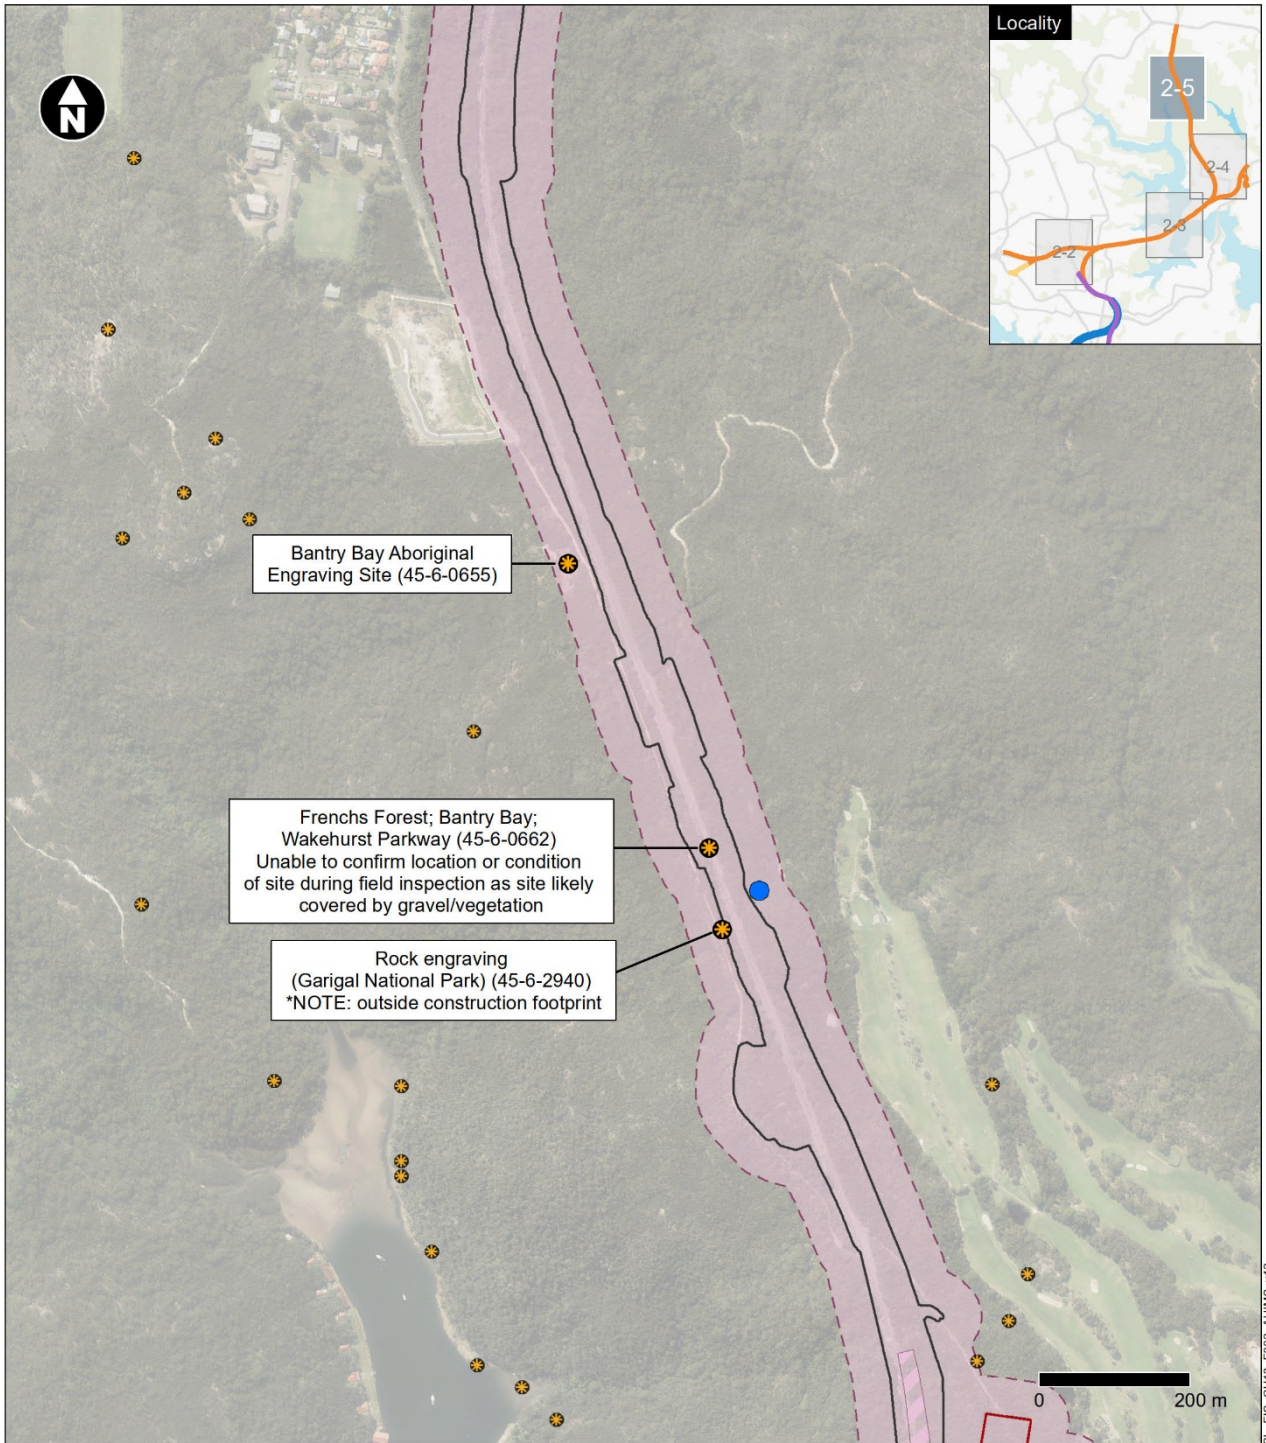 Locality
N
2-5
2-4
2-3
2-2
Bantry Bay Aboriginal
Engraving Site (45-6-0655)
Frenchs Forest; Bantry Bay;
Wakehurst Parkway (45-6-0662)
Unable to confirm location or condition
of site during field inspection as site likely
covered by gravel/vegetation
Rock engraving
(Garigal National Park) (45-6-2940)
*NOTE: outside construction footprint
0
200 m